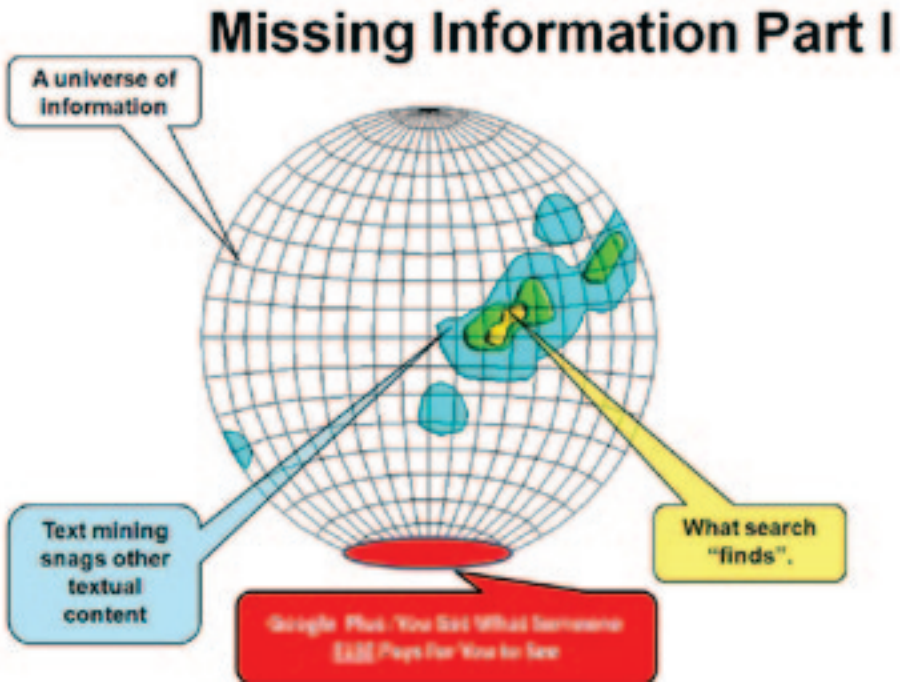 Missing Information Part I
A universe of
information
Text mining
snags other
textual
content
What search
"finds".
Google Plus: You Get What Someone
Pays For You to See